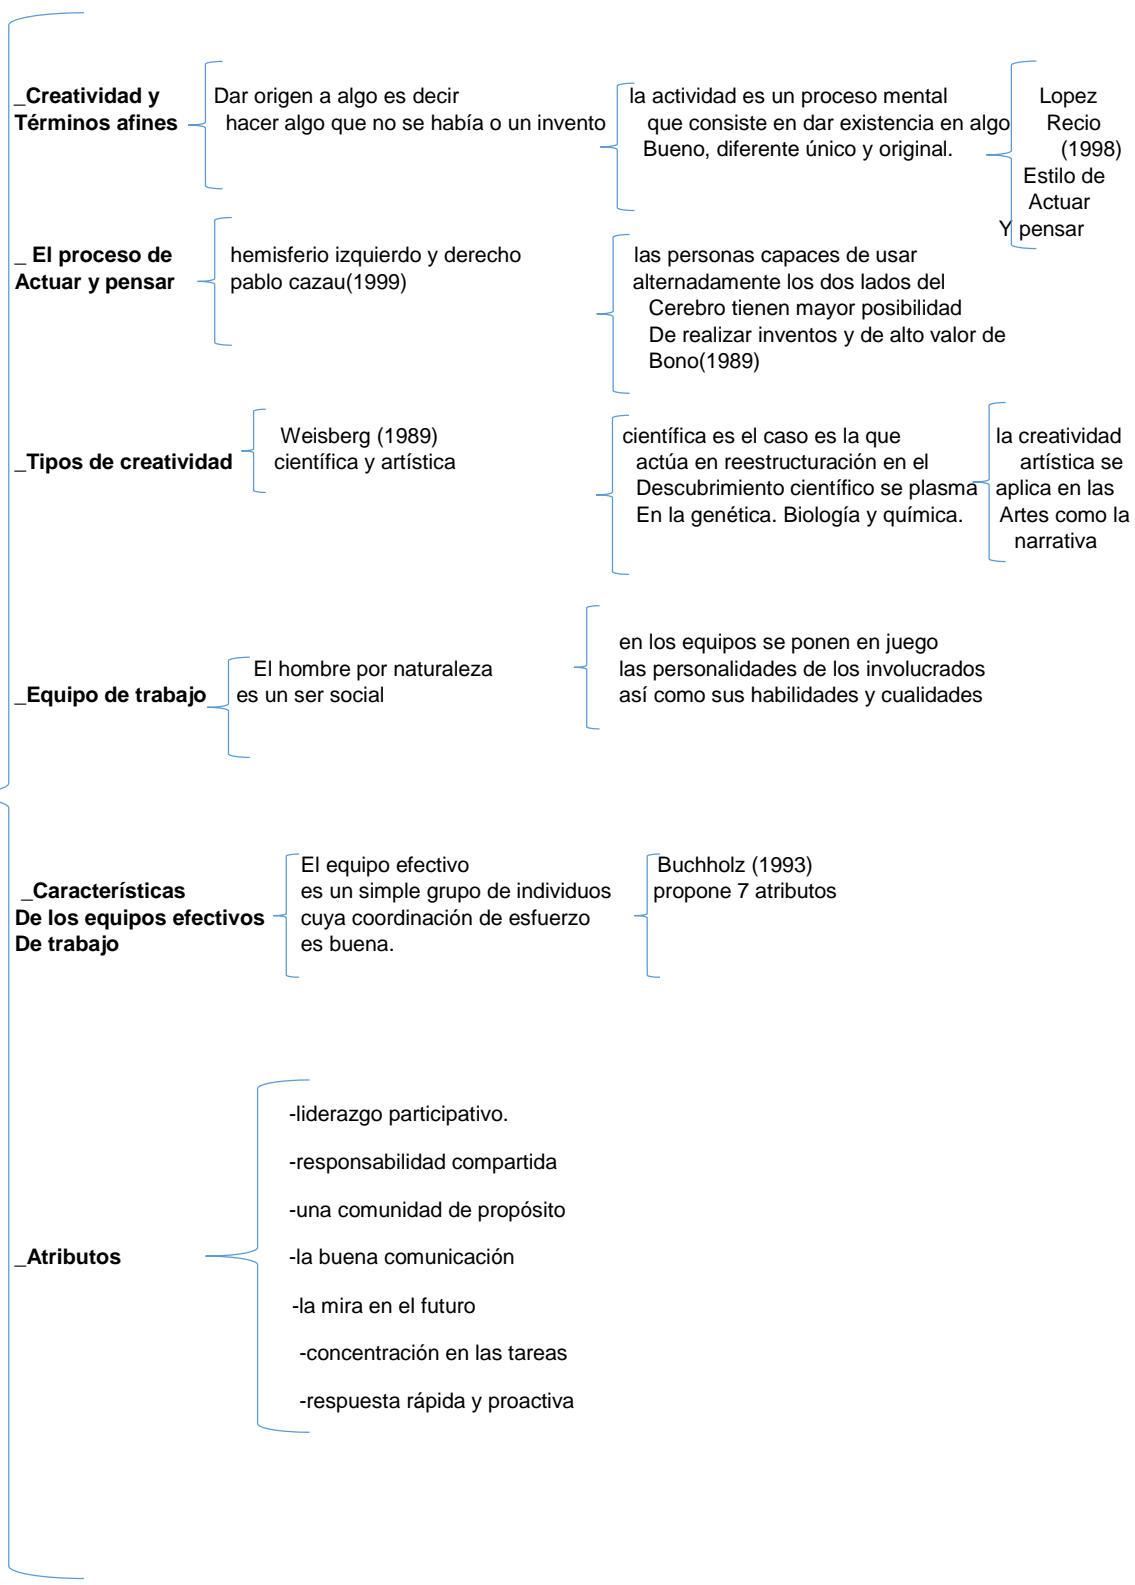 _Creatividad y
Términos afines
Dar origen a algo es decir
hacer algo que no se había o un invento
la actividad es un proceso mental
que consiste en dar existencia en algo
Bueno, diferente único y original.
Lopez
Recio
(1998)
Estilo de
Actuar
Y pensar
_ El proceso de
Actuar y pensar
hemisferio izquierdo y derecho
pablo cazau(1999)
las personas capaces de usar
alternadamente los dos lados del
Cerebro tienen mayor posibilidad
De realizar inventos y de alto valor de
Bono(1989)
_Tipos de creatividad
Weisberg (1989)
científica y artística
científica es el caso es la que
actúa en reestructuración en el
Descubrimiento científico se plasma
En la genética. Biología y química.
la creatividad
artística se
aplica en las
Artes como la
narrativa
_Equipo de trabajo
El hombre por naturaleza
es un ser social
en los equipos se ponen en juego
las personalidades de los involucrados
así como sus habilidades y cualidades
_Características
De los equipos efectivos
De trabajo
El equipo efectivo
es un simple grupo de individuos
cuya coordinación de esfuerzo
es buena.
Buchholz (1993)
propone 7 atributos
_Atributos
-liderazgo participativo.
-responsabilidad compartida
-una comunidad de propósito
-la buena comunicación
-la mira en el futuro
-concentración en las tareas
-respuesta rápida y proactiva